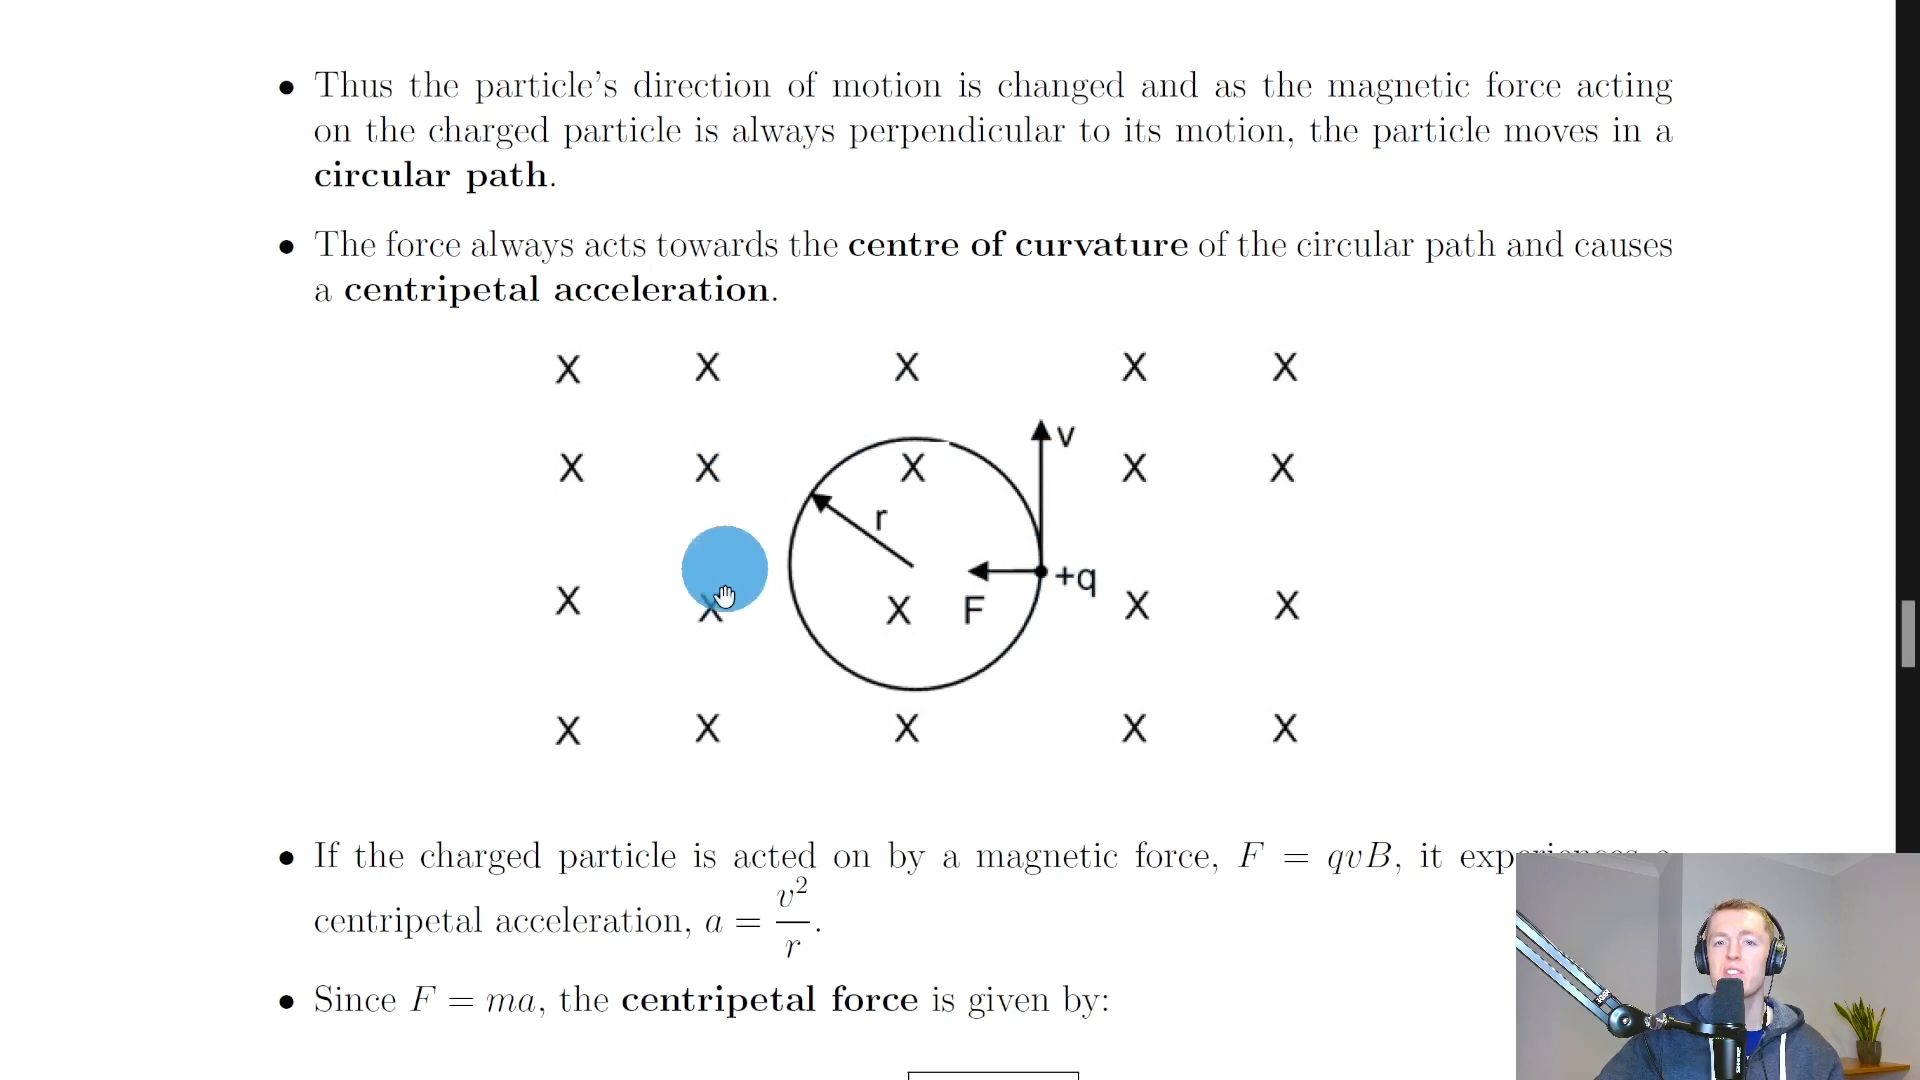 • Thus the particle's direction of motion is changed and as the magnetic force acting
on the charged particle is always perpendicular to its motion, the particle moves in a
circular path.
• The force always acts towards the centre of curvature of the circular path and causes
a centripetal acceleration.
X X X X X
v
X X X X X
r
+q
X X X F X X
X X X X X
• If the charged particle is acted on by a magnetic force, F = qvB, it
centripetal acceleration, a = v²/r.
• Since F = ma, the centripetal force is given by: